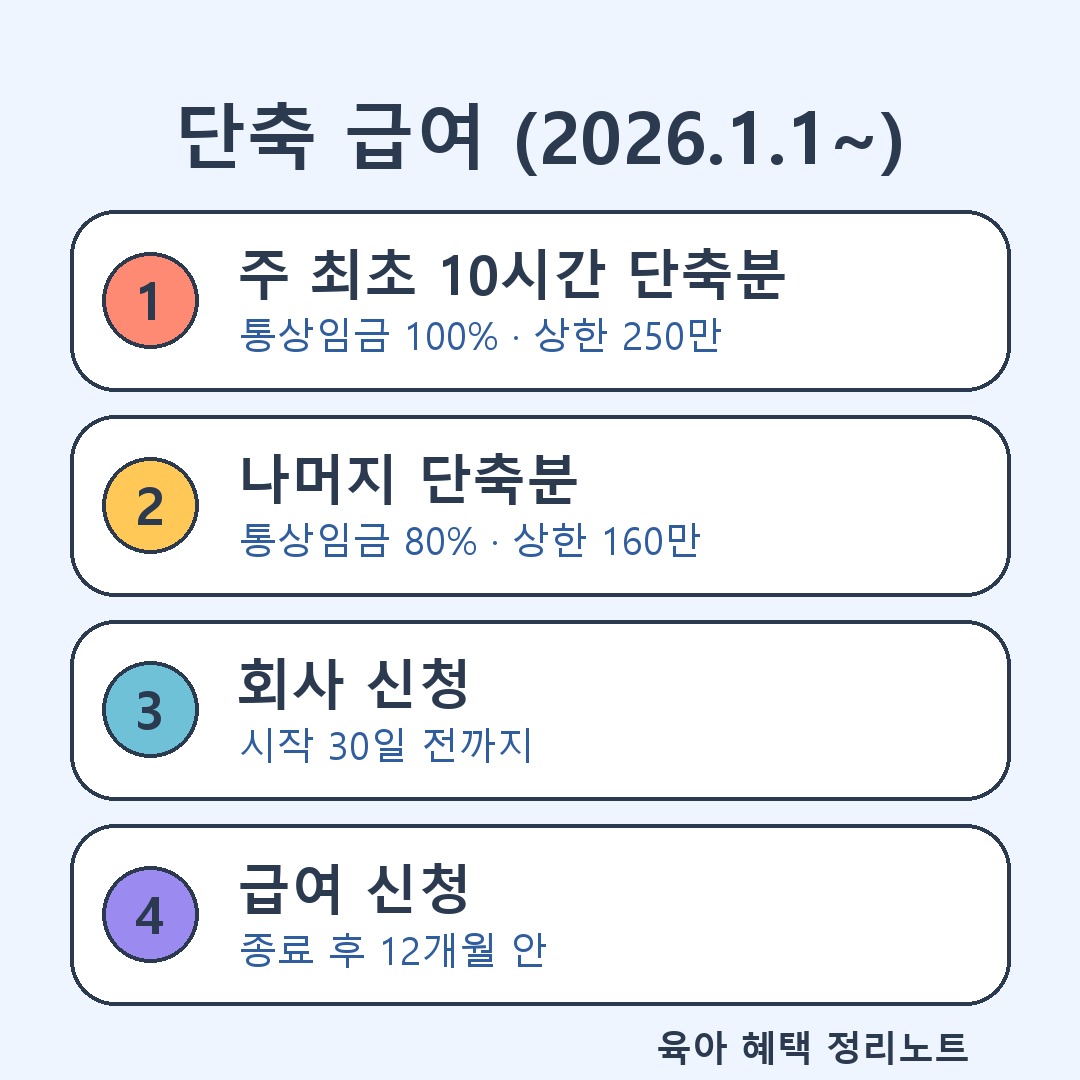 단축 급여 (2026.1.1~)
1
주 최초 10시간 단축분
통상임금 100% · 상한 250만
2
나머지 단축분
통상임금 80% · 상한 160만
3
회사 신청
시작 30일 전까지
4
급여 신청
종료 후 12개월 안
육아 혜택 정리노트